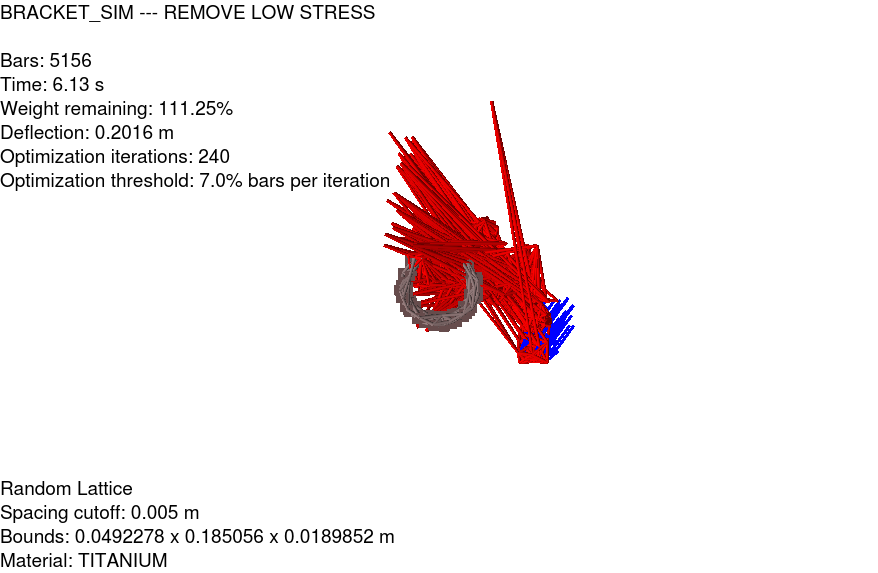 BRACKET_SIM --- REMOVE LOW STRESS
Bars: 5156
Time: 6.13 s
Weight remaining: 111.25%
Deflection: 0.2016 m
Optimization iterations: 240
Optimization threshold: 7.0% bars per iteration
Random Lattice
Spacing cutoff: 0.005 m
Bounds: 0.0492278 x 0.185056 x 0.0189852 m
Material: TITANIUM